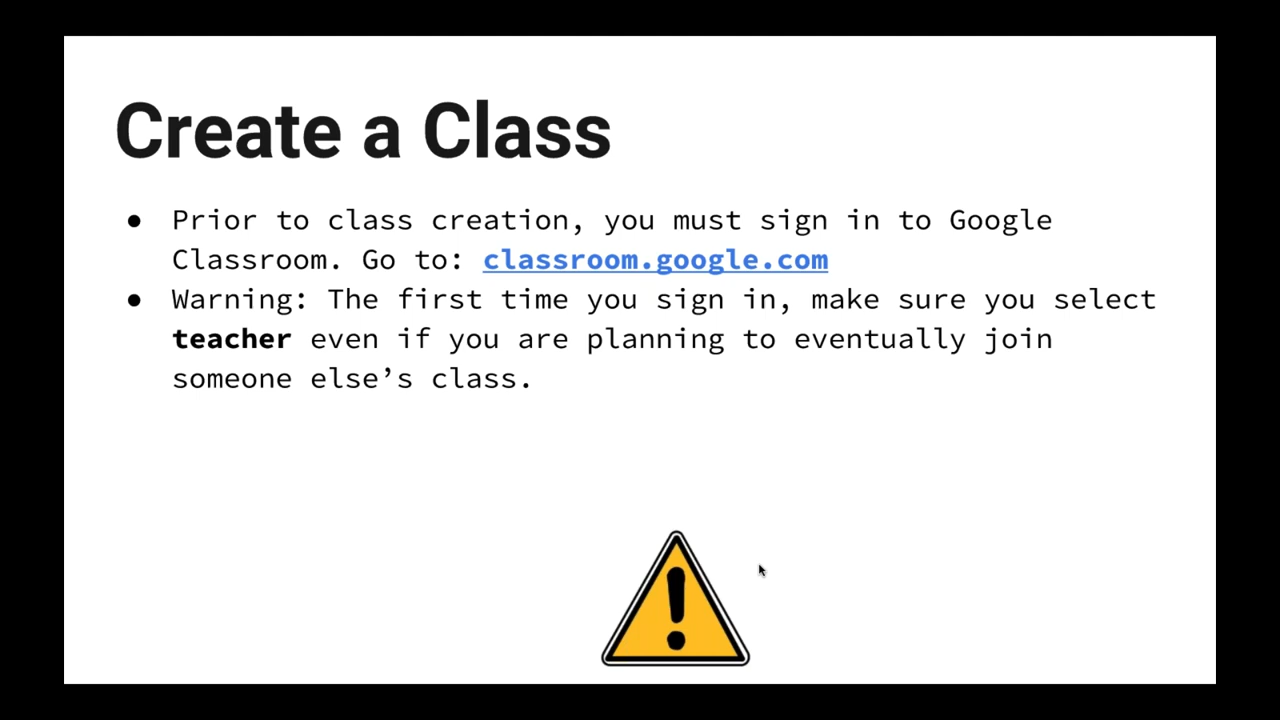 Create a Class
● Prior to class creation, you must sign in to Google
Classroom. Go to: classroom.google.com
● Warning: The first time you sign in, make sure you select
teacher even if you are planning to eventually join
someone else’s class.